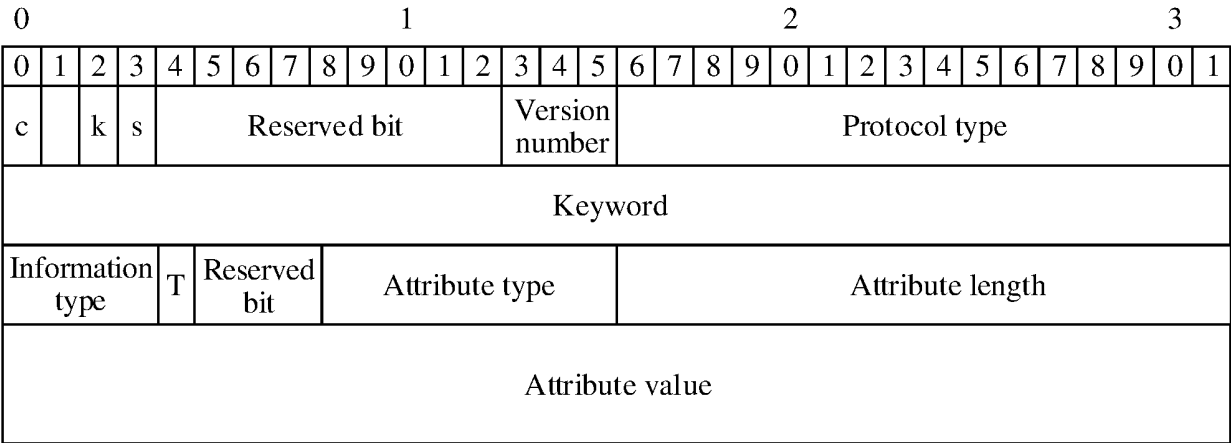 0 1 2 3
0 1 2 3 4 5 6 7 8 9 0 1 2 3 4 5 6 7 8 9 0 1 2 3 4 5 6 7 8 9 0 1
c k s Reserved bit Version number Protocol type
Keyword
Information type T Reserved bit Attribute type Attribute length
Attribute value